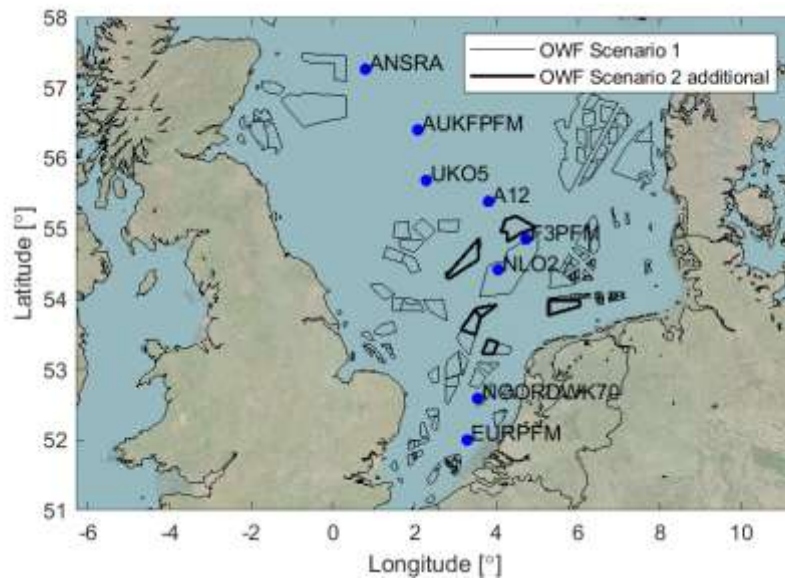 58
57
56
55
54
53
52
51
Latitude [°]
OWF Scenario 1
OWF Scenario 2 additional
ANSRA
AUKFPFM
UKO5
A12
F3PFM
NLO2
NOORDWK70
EURPFM
-6 -4 -2 0 2 4 6 8 10
Longitude [°]